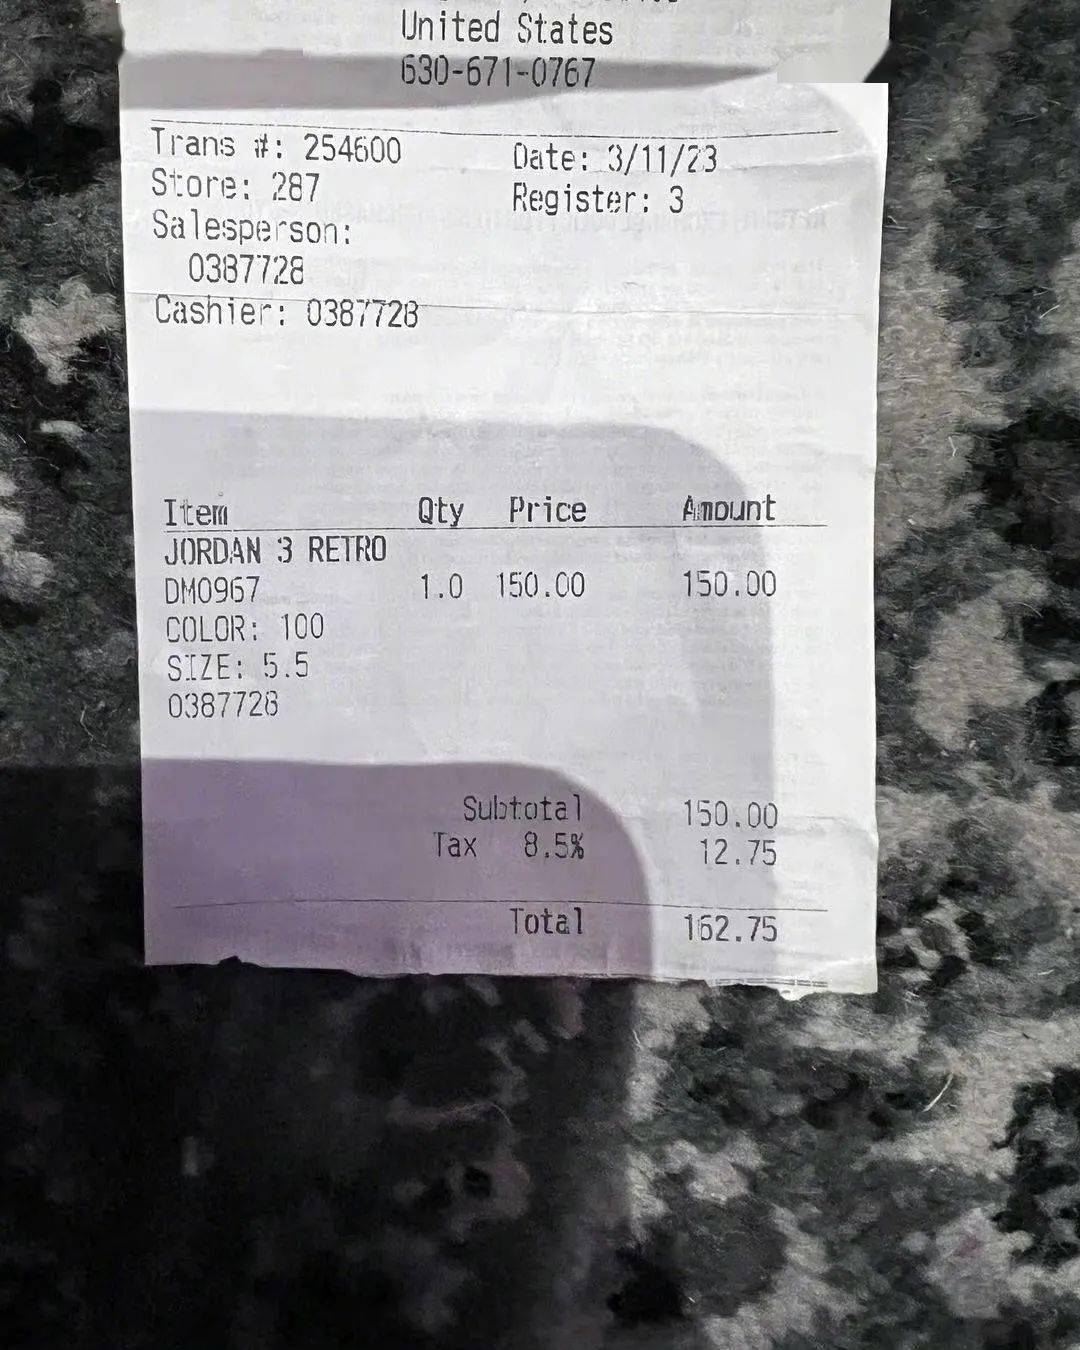 United States
630-671-0767
Trans #: 254600 Date: 3/11/23
Store: 287 Register: 3
Salesperson:
0387728
Cashier: 0387728
Item Qty Price Amount
JORDAN 3 RETRO
DM0967 1.0 150.00 150.00
COLOR: 100
SIZE: 5.5
0387728
Subtotal 150.00
Tax 8.5% 12.75
Total 162.75